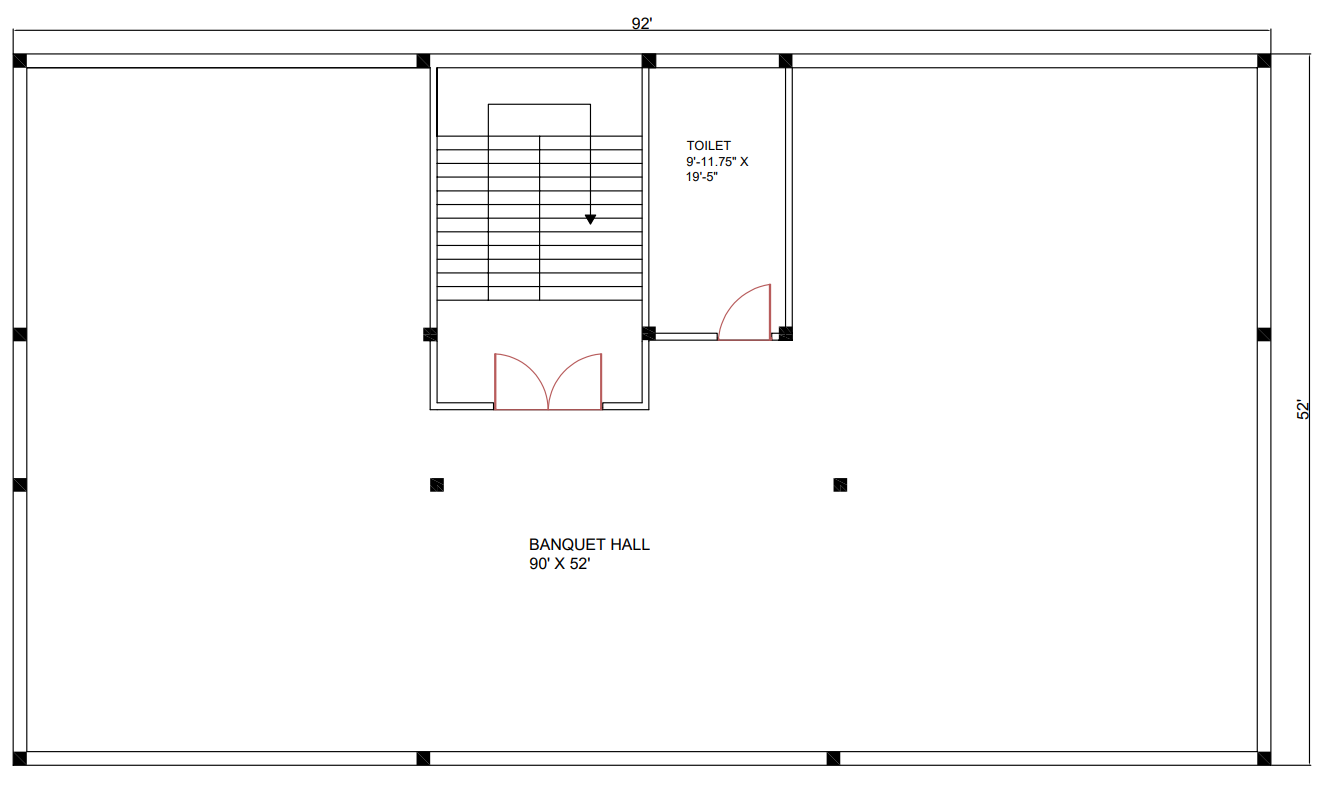 92'
TOILET
9'-11.75" X
19'-5"
52'
BANQUET HALL
90' X 52'